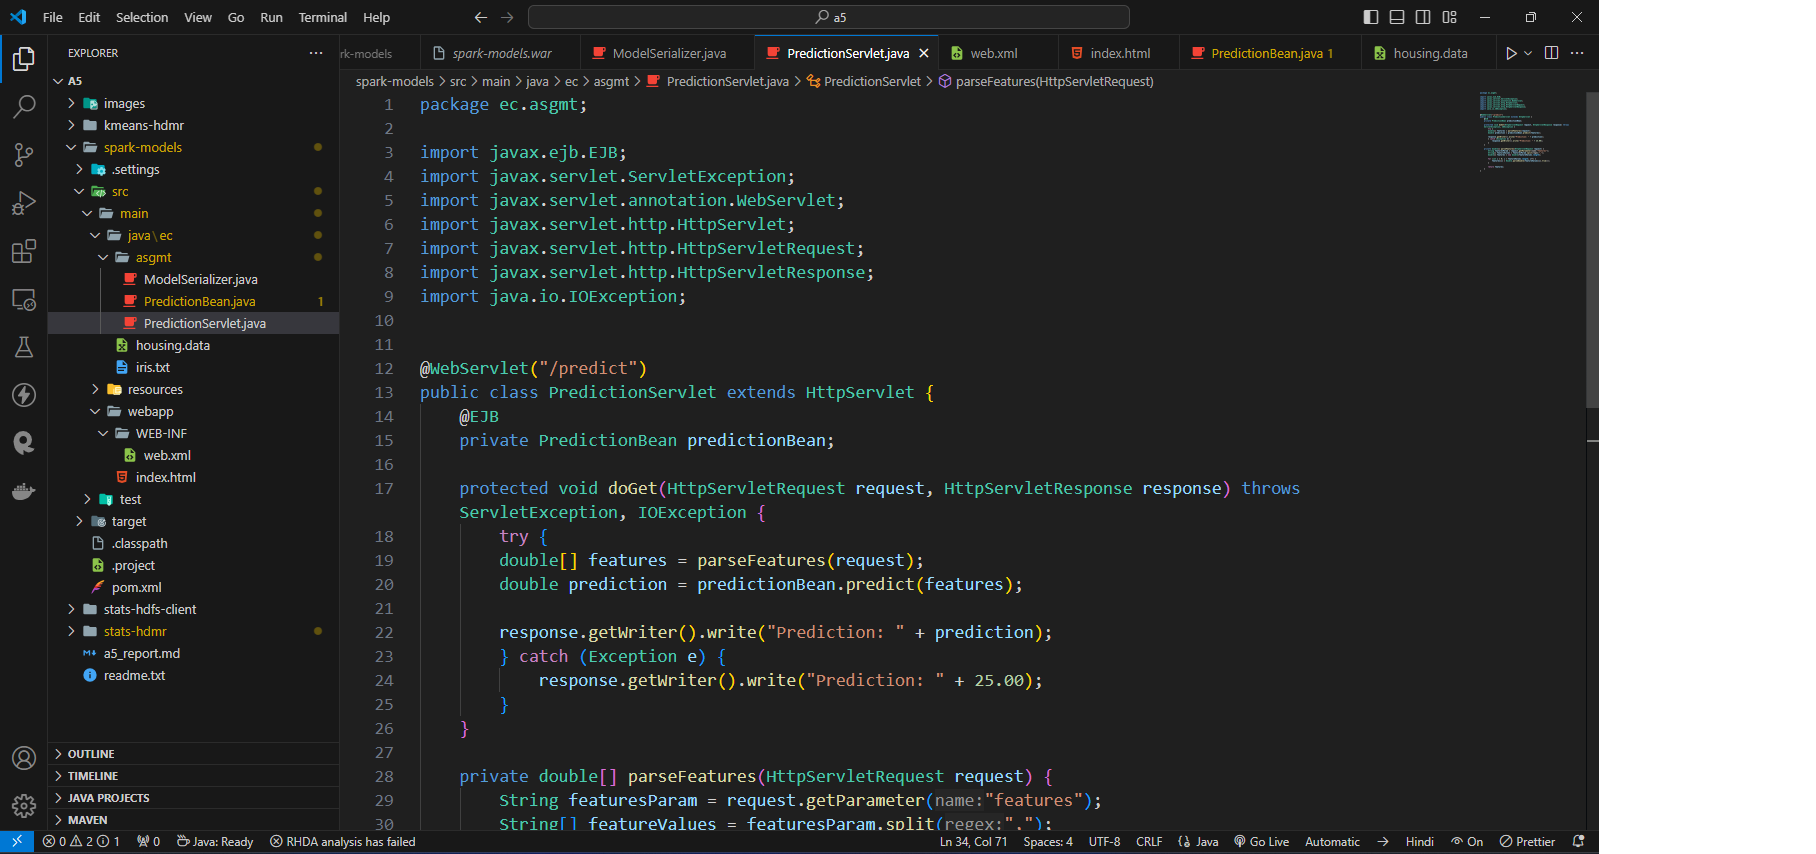 File Edit Selection View Go Run Terminal Help
a5
EXPLORER
rk-models
spark-models.war
ModelSerializer.java
PredictionServlet.java
web.xml
index.html
PredictionBean.java 1
housing.data
spark-models > src > main > java > ec > asgmt > PredictionServlet.java > PredictionServlet > parseFeatures(HttpServletRequest)
A5
images
kmeans-hdmr
spark-models
.settings
src
main
java\ec
asgmt
ModelSerializer.java
PredictionBean.java 1
PredictionServlet.java
housing.data
iris.txt
resources
webapp
WEB-INF
web.xml
index.html
test
target
.classpath
.project
pom.xml
stats-hdfs-client
stats-hdmr
a5_report.md
readme.txt
OUTLINE
TIMELINE
JAVA PROJECTS
MAVEN
1 package ec.asgmt;
2
3 import javax.ejb.EJB;
4 import javax.servlet.ServletException;
5 import javax.servlet.annotation.WebServlet;
6 import javax.servlet.http.HttpServlet;
7 import javax.servlet.http.HttpServletRequest;
8 import javax.servlet.http.HttpServletResponse;
9 import java.io.IOException;
10
11
12 @WebServlet("/predict")
13 public class PredictionServlet extends HttpServlet {
14 @EJB
15 private PredictionBean predictionBean;
16
17 protected void doGet(HttpServletRequest request, HttpServletResponse response) throws
ServletException, IOException {
18 try {
19 double[] features = parseFeatures(request);
20 double prediction = predictionBean.predict(features);
21
22 response.getWriter().write("Prediction: " + prediction);
23 } catch (Exception e) {
24 response.getWriter().write("Prediction: " + 25.00);
25 }
26 }
27
28 private double[] parseFeatures(HttpServletRequest request) {
29 String featuresParam = request.getParameter(name:"features");
30 String[] featureValues = featuresParam.split(regex:",");
0 2 1 0 Java: Ready RHDA analysis has failed
Ln 34, Col 71 Spaces: 4 UTF-8 CRLF Java Go Live Automatic Hindi On Prettier